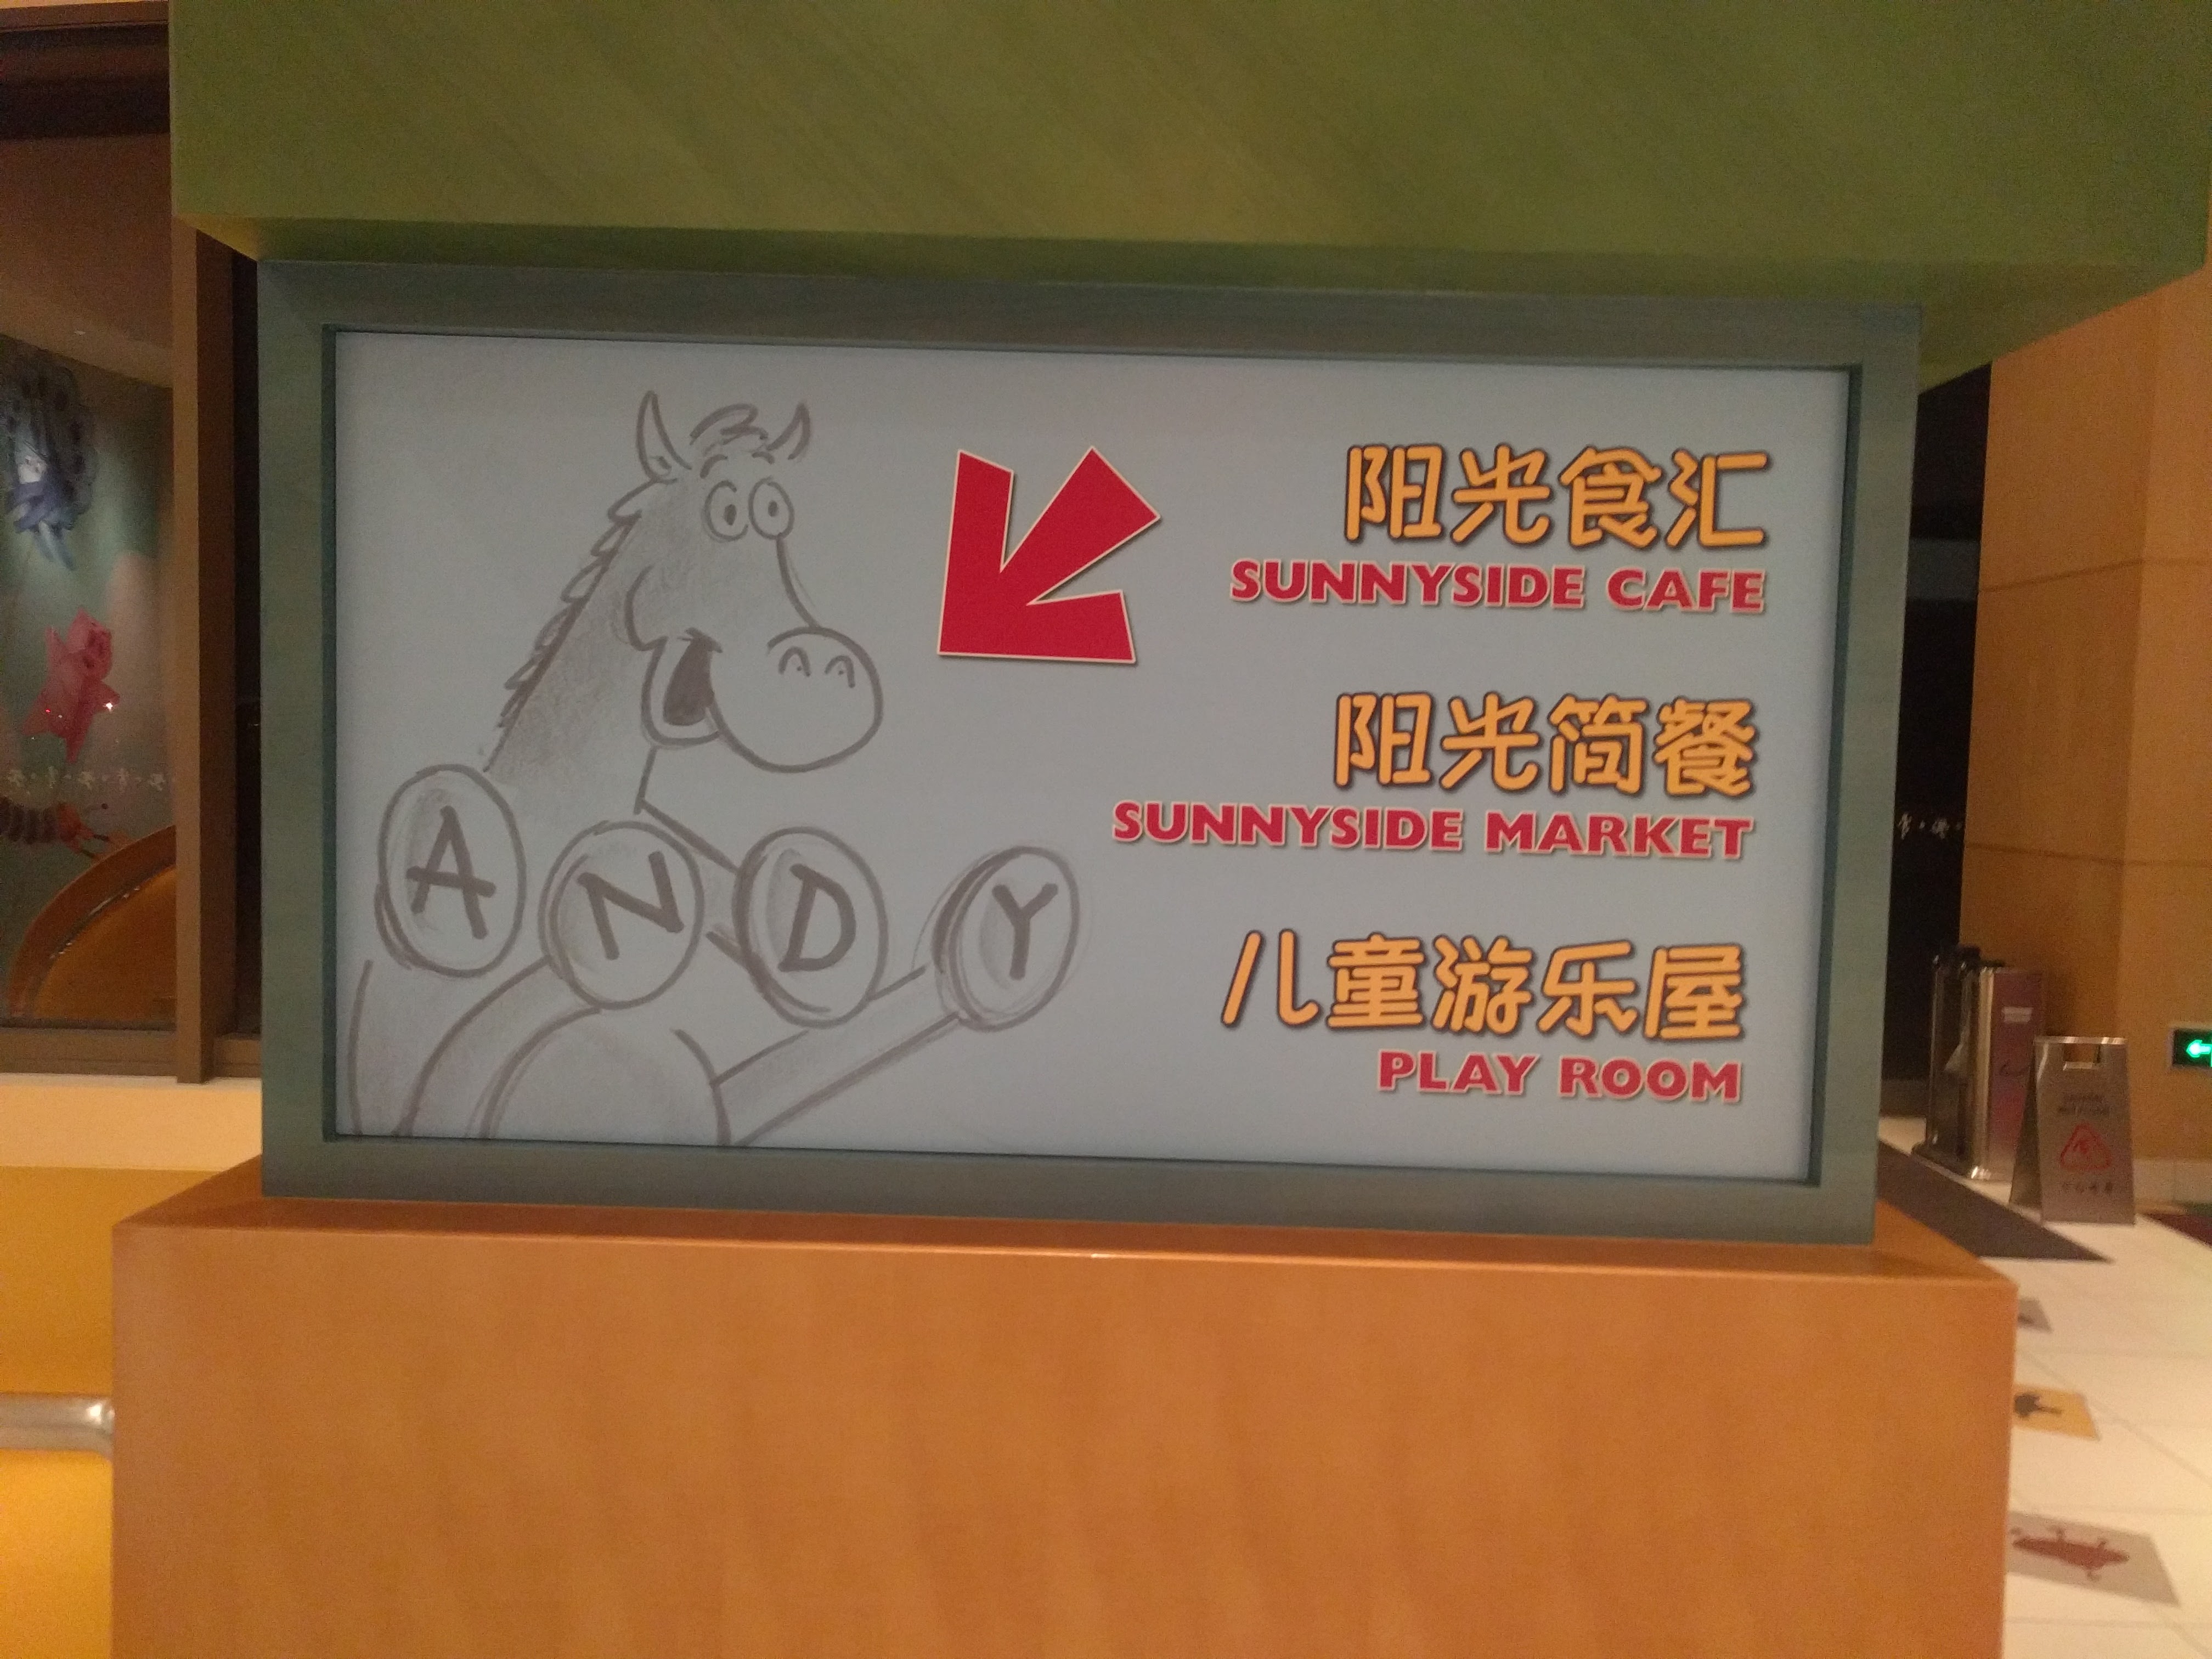 阳光食汇
SUNNYSIDE CAFE
阳光简餐
SUNNYSIDE MARKET
儿童游乐屋
PLAY ROOM
A N D Y